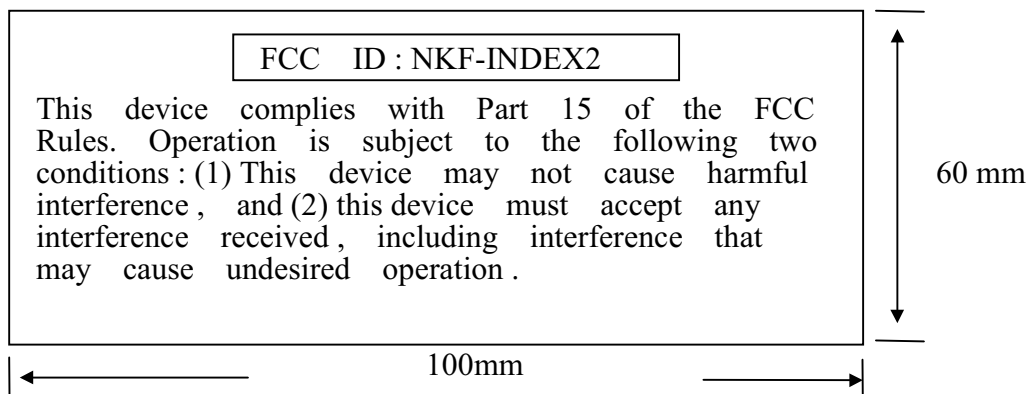 FCC ID : NKF-INDEX2
This device complies with Part 15 of the FCC
Rules. Operation is subject to the following two
conditions : (1) This device may not cause harmful
interference , and (2) this device must accept any
interference received , including interference that
may cause undesired operation .
60 mm
100mm